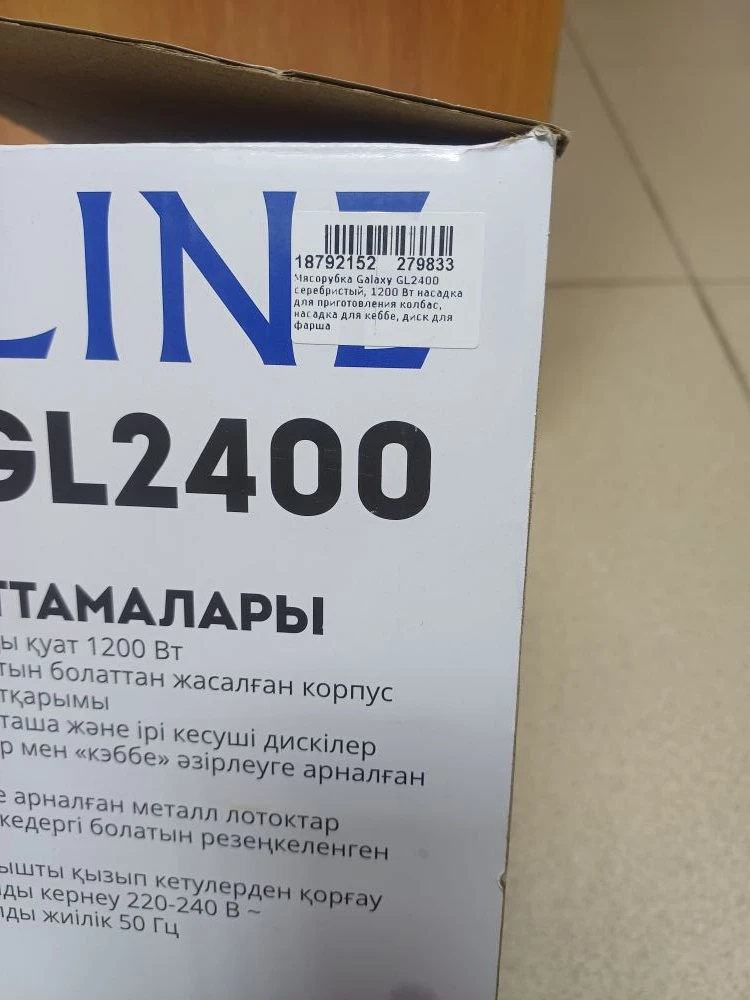 LINE
18792152 279833
Мясорубка Galaxy GL2400
серебристый, 1200 Вт насадка
для приготовления колбас,
насадка для кеббе, диск для
фарша
GL2400
ТТАМАЛАРЫ
ды қуат 1200 Вт
тын болаттан жасалған корпус
тқарымы
таша және ірі кесуші дискілер
р мен «кэббе» әзірлеуге арналған
е арналған металл лотоктар
кедергі болатын резеңкеленген
ышты қызып кетулерден қорғау
лды кернеу 220-240 В ~
лды жиілік 50 Гц